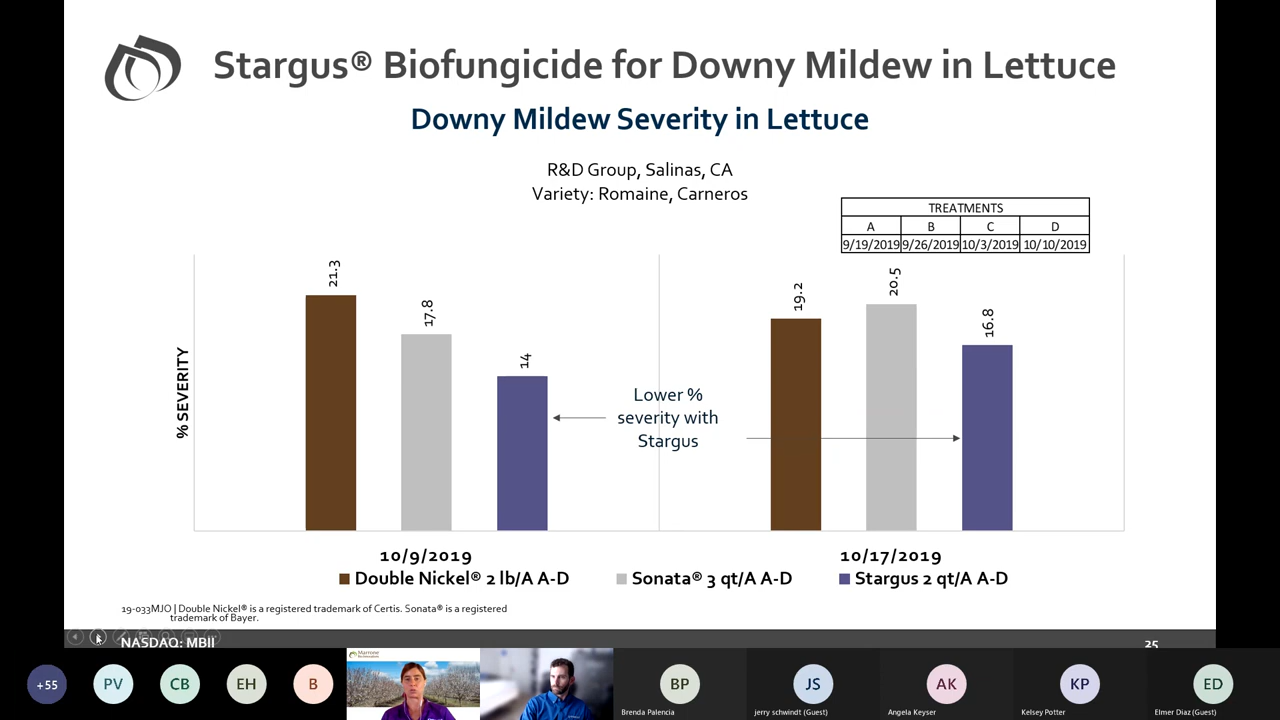 Stargus® Biofungicide for Downy Mildew in Lettuce
Downy Mildew Severity in Lettuce
R&D Group, Salinas, CA
Variety: Romaine, Carneros
TREATMENTS
A B C D
9/19/2019 9/26/2019 10/3/2019 10/10/2019
% SEVERITY
21.3
17.8
14
19.2
20.5
16.8
Lower %
severity with
Stargus
10/9/2019
10/17/2019
Double Nickel® 2 lb/A A-D
Sonata® 3 qt/A A-D
Stargus 2 qt/A A-D
19-033MJO | Double Nickel® is a registered trademark of Certis. Sonata® is a registered
trademark of Bayer.
NASDAQ: MBII
25
+55
PV
CB
EH
B
Marrone
Bio Innovations
BP
Brenda Palencia
JS
jerry schwindt (Guest)
AK
Angela Keyser
KP
Kelsey Potter
ED
Elmer Diaz (Guest)